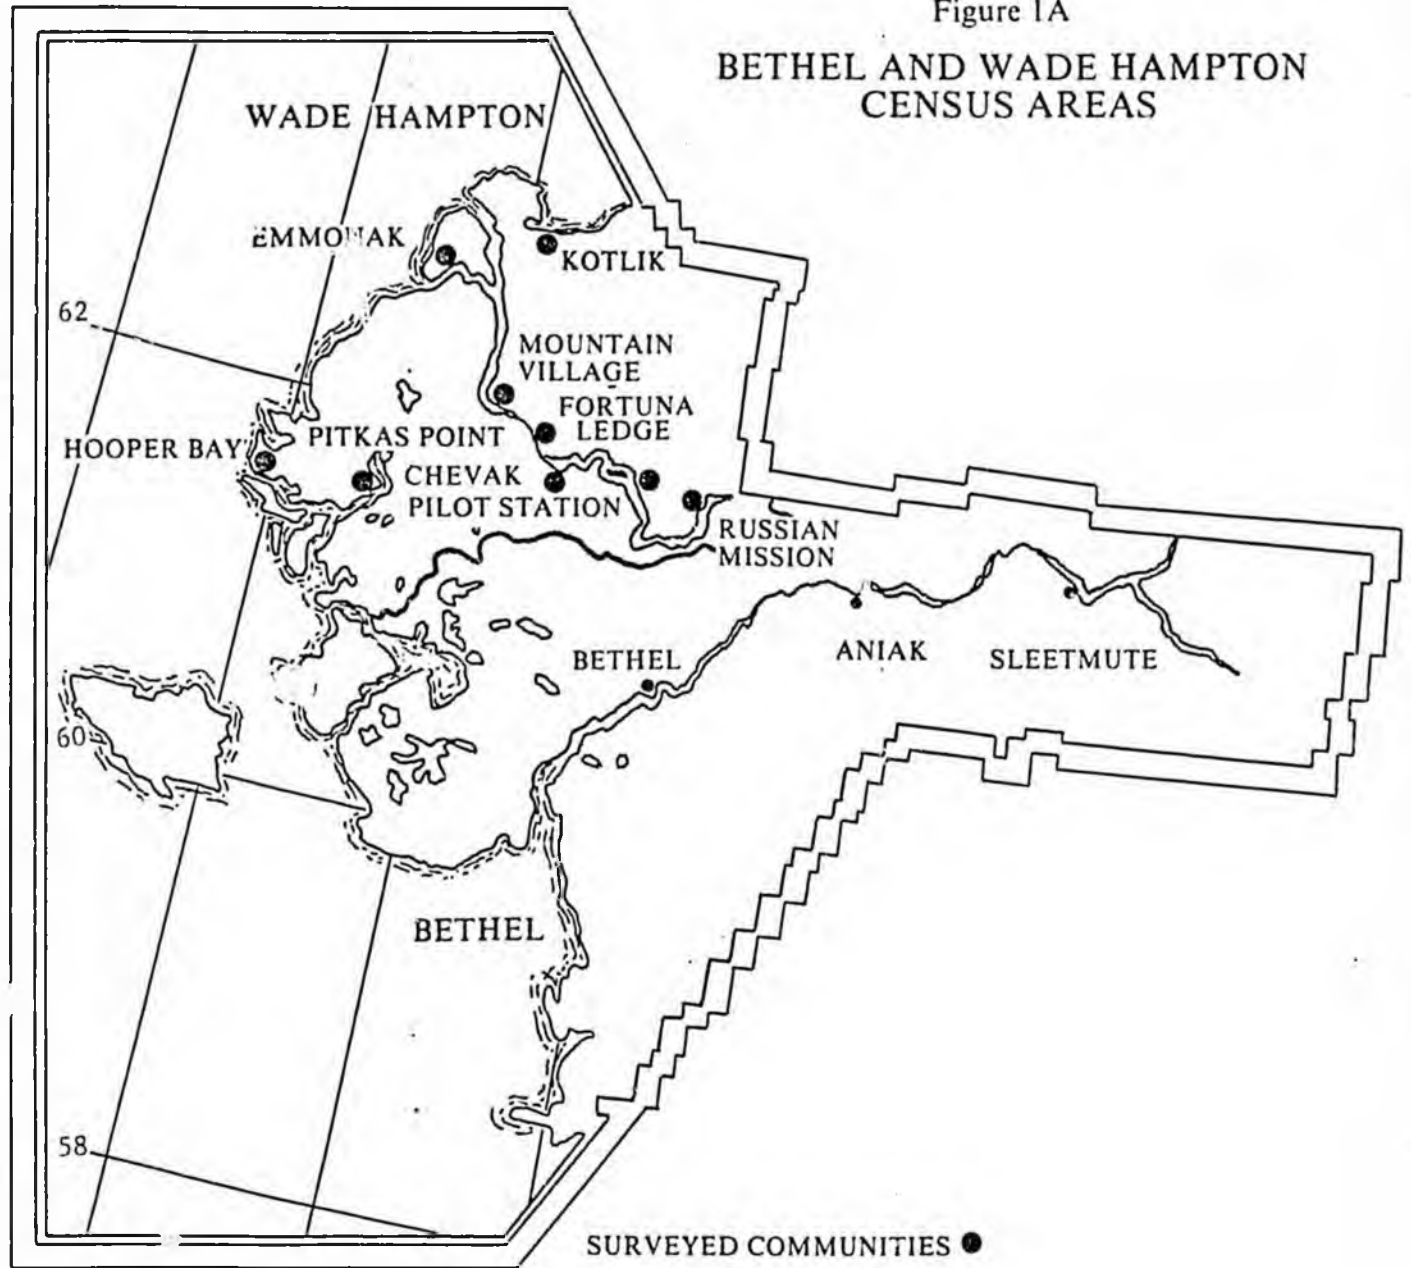 Figure 1A
BETHEL AND WADE HAMPTON
CENSUS AREAS
WADE HAMPTON
EMMONAK
KOTLIK
62
MOUNTAIN
VILLAGE
FORTUNA
LEDGE
HOOPER BAY
PITKAS POINT
CHEVAK
PILOT STATION
RUSSIAN
MISSION
BETHEL
ANIAK
SLEETMUTE
60
BETHEL
58
SURVEYED COMMUNITIES